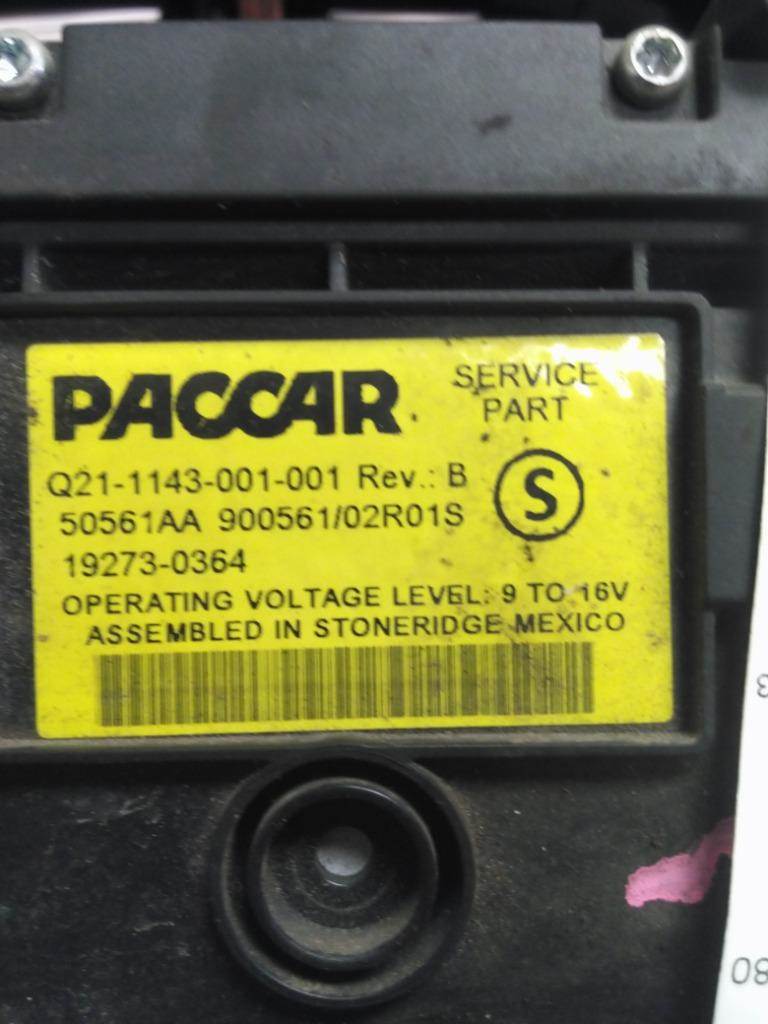 PACCAR
SERVICE
PART
Q21-1143-001-001 Rev.: B
S
50561AA 900561/02R01S
19273-0364
OPERATING VOLTAGE LEVEL: 9 TO 16V
ASSEMBLED IN STONERIDGE MEXICO